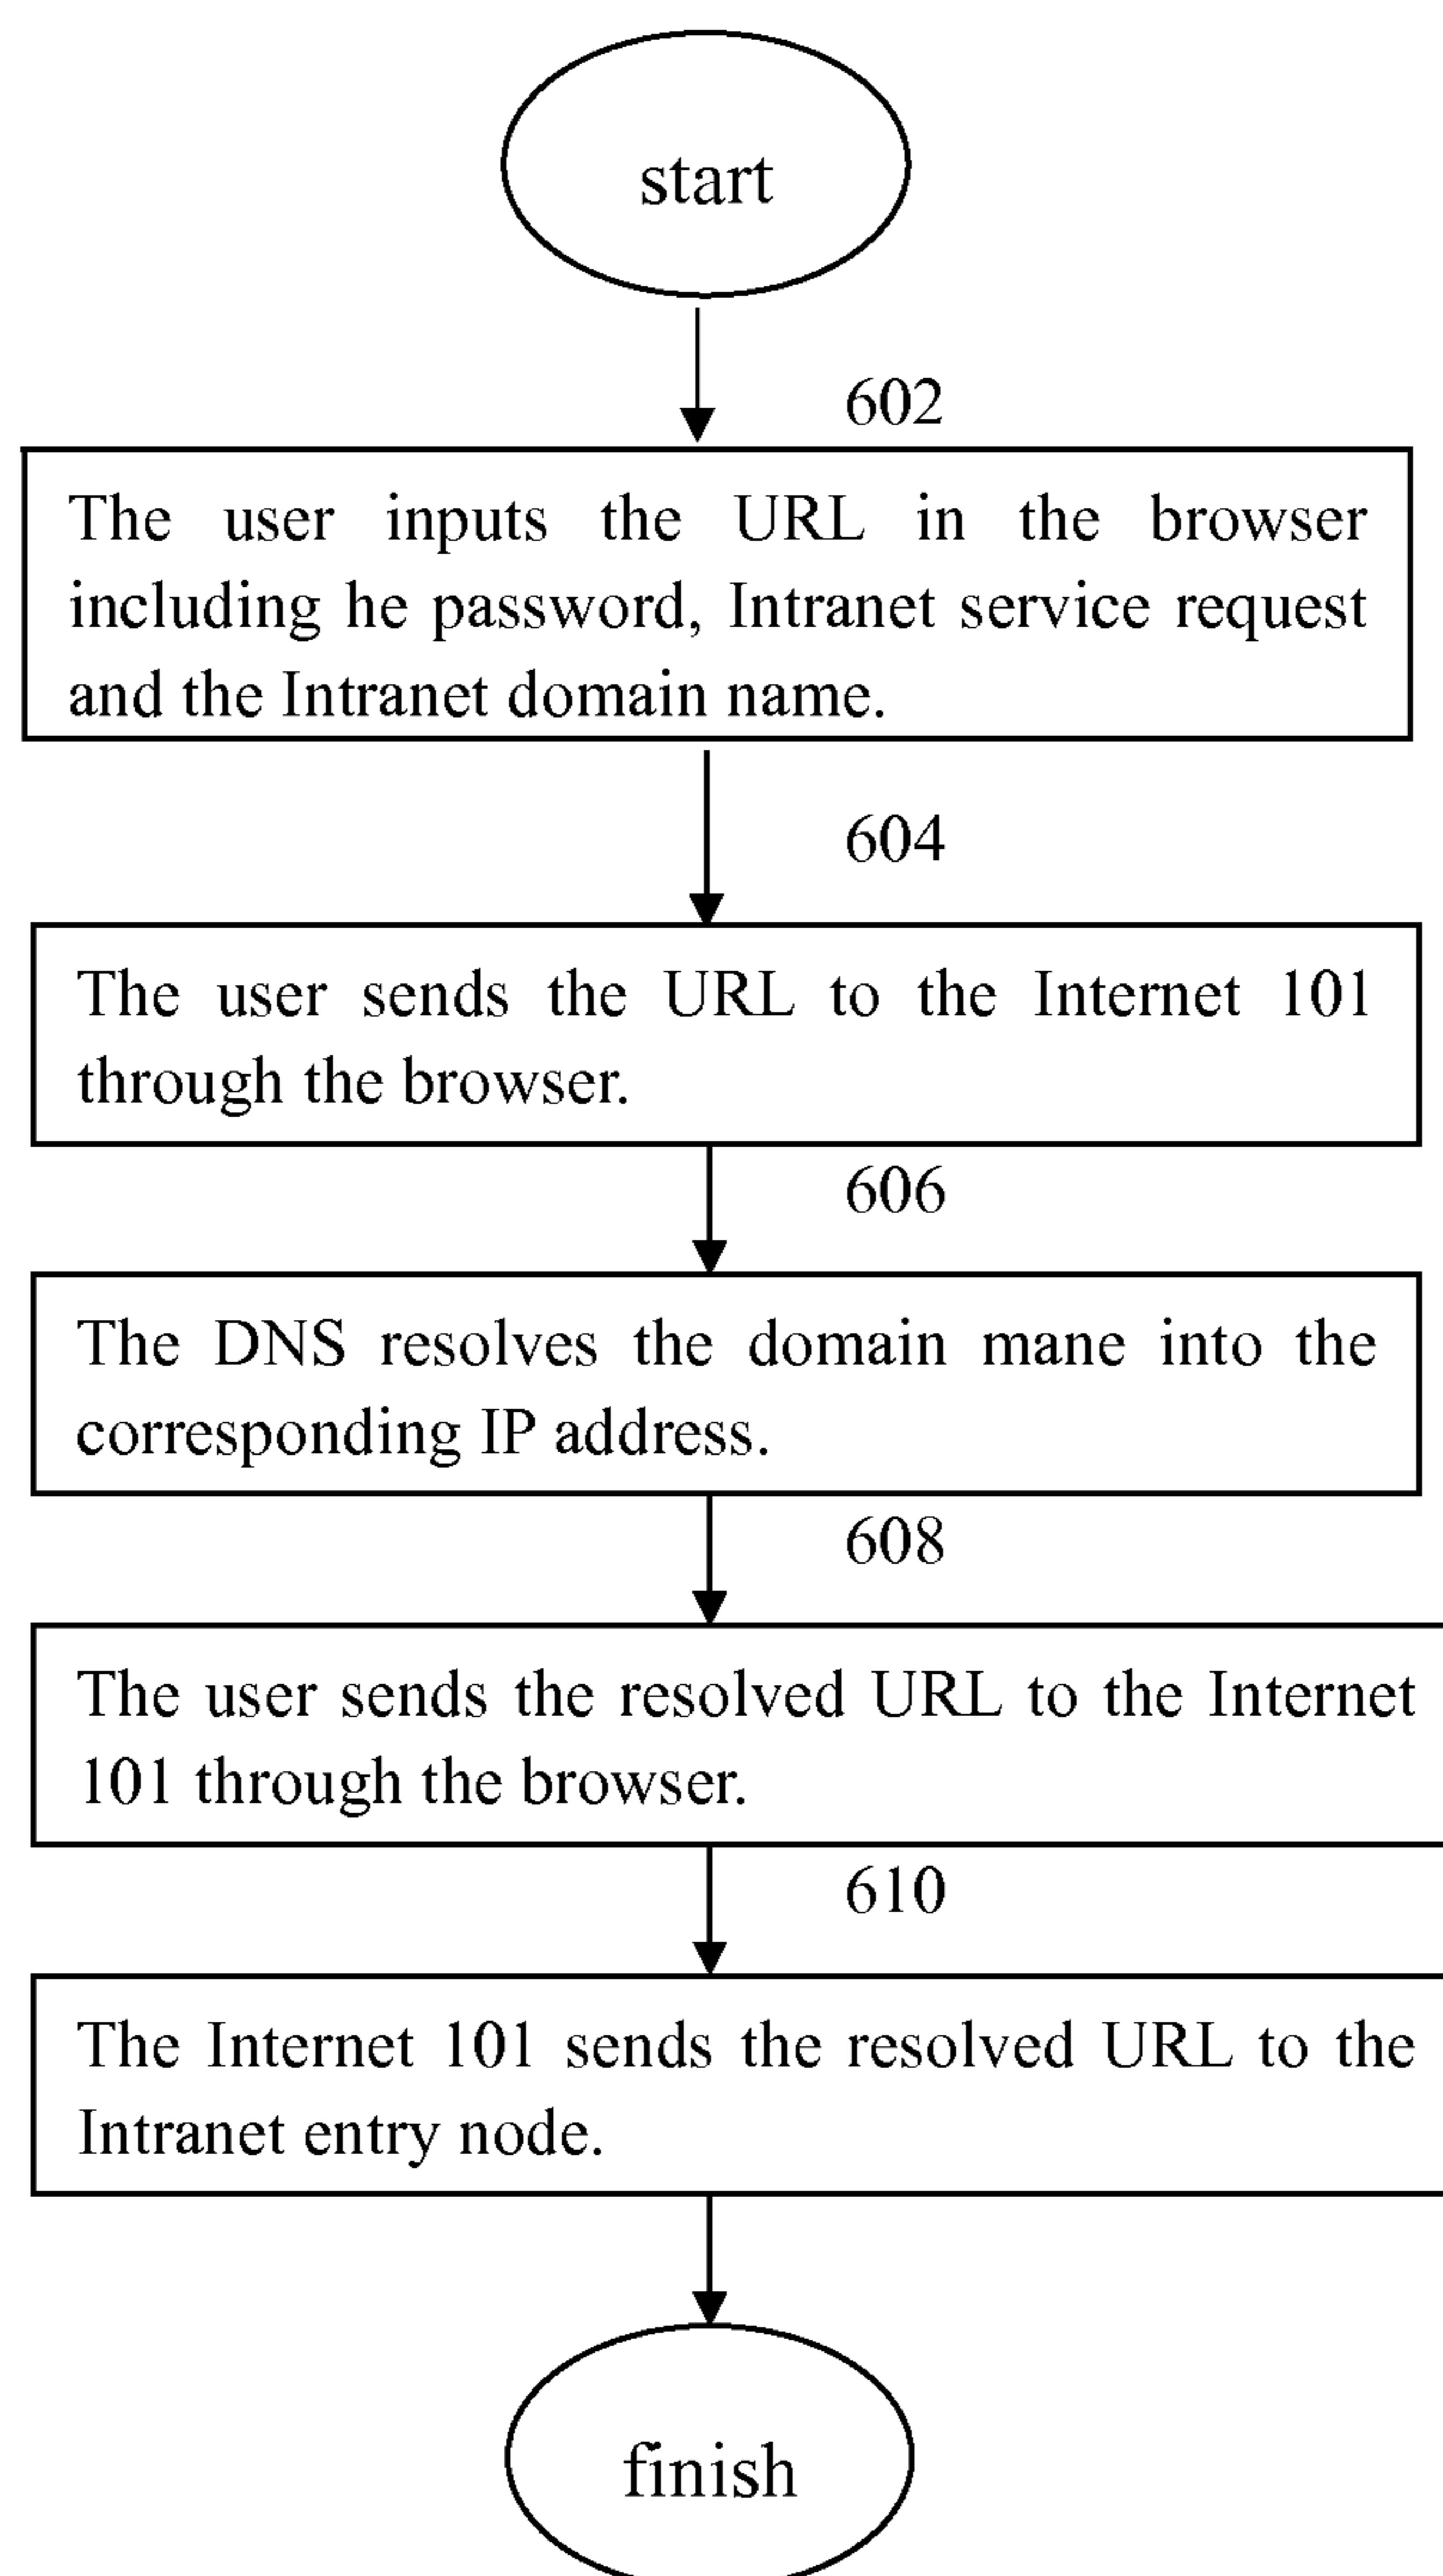 start
602
The user inputs the URL in the browser
including he password, Intranet service request
and the Intranet domain name.
604
The user sends the URL to the Internet 101
through the browser.
606
The DNS resolves the domain mane into the
corresponding IP address.
608
The user sends the resolved URL to the Internet
101 through the browser.
610
The Internet 101 sends the resolved URL to the
Intranet entry node.
finish